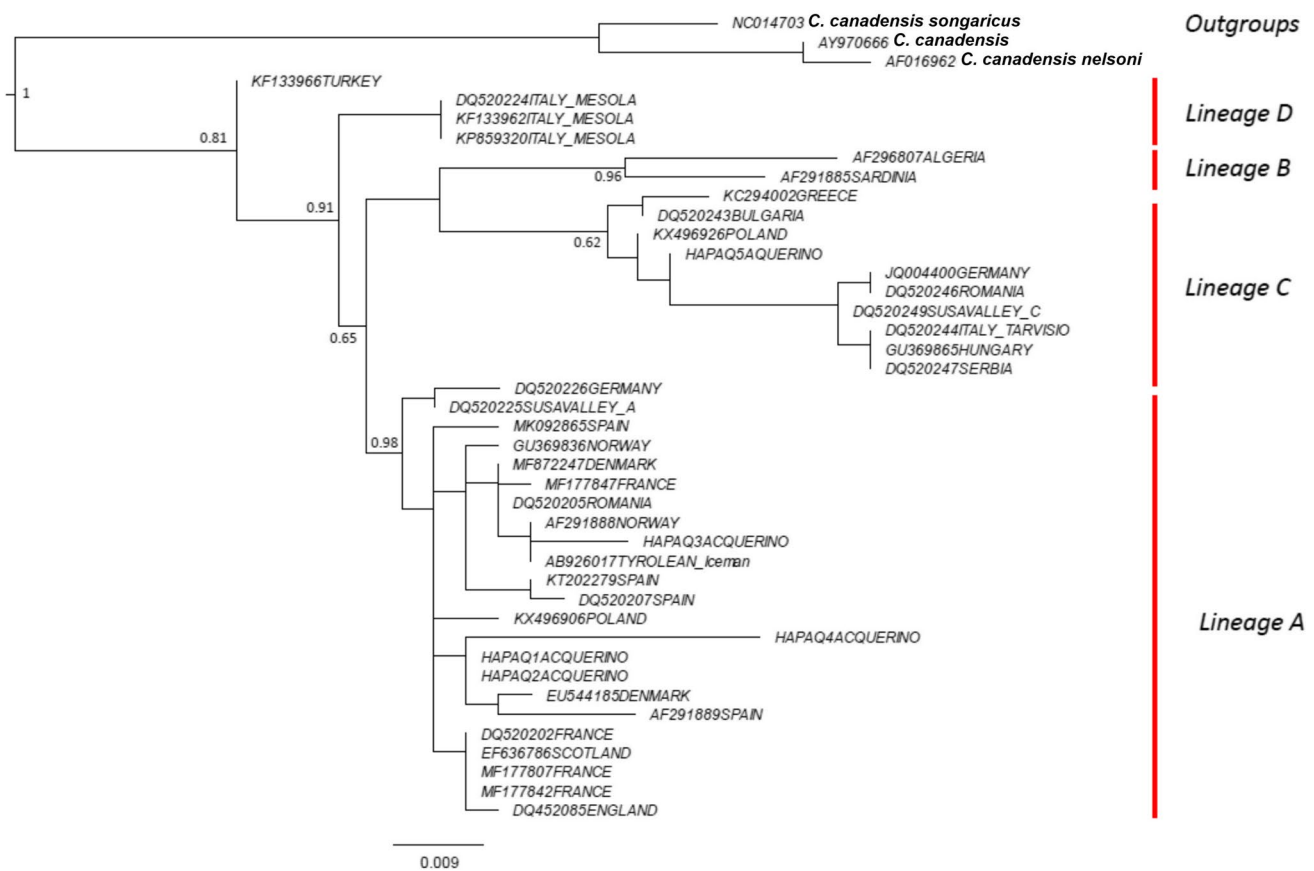 NC014703 C. canadensis songaricus
Outgroups
AY970666 C. canadensis
AF016962 C. canadensis nelsoni
1
KF133966TURKEY
DQ520224ITALY_MESOLA
KF133962ITALY_MESOLA
Lineage D
KP859320ITALY_MESOLA
0.81
AF296807ALGERIA
Lineage B
0.96
AF291885SARDINIA
KC294002GREECE
0.91
DQ520243BULGARIA
0.62
KX496926POLAND
HAPAQ5AQUERINO
JQ004400GERMANY
Lineage C
DQ520246ROMANIA
DQ520249SUSAVALLEY_C
DQ520244ITALY_TARVISIO
0.65
GU369865HUNGARY
DQ520247SERBIA
DQ520226GERMANY
DQ520225SUSAVALLEY_A
MK092865SPAIN
0.98
GU369836NORWAY
MF872247DENMARK
MF177847FRANCE
DQ520205ROMANIA
AF291888NORWAY
HAPAQ3ACQUERINO
AB926017TYROLEAN_Iceman
KT202279SPAIN
DQ520207SPAIN
KX496906POLAND
Lineage A
HAPAQ4ACQUERINO
HAPAQ1ACQUERINO
HAPAQ2ACQUERINO
EU544185DENMARK
AF291889SPAIN
DQ520202FRANCE
EF636786SCOTLAND
MF177807FRANCE
MF177842FRANCE
DQ452085ENGLAND
0.009